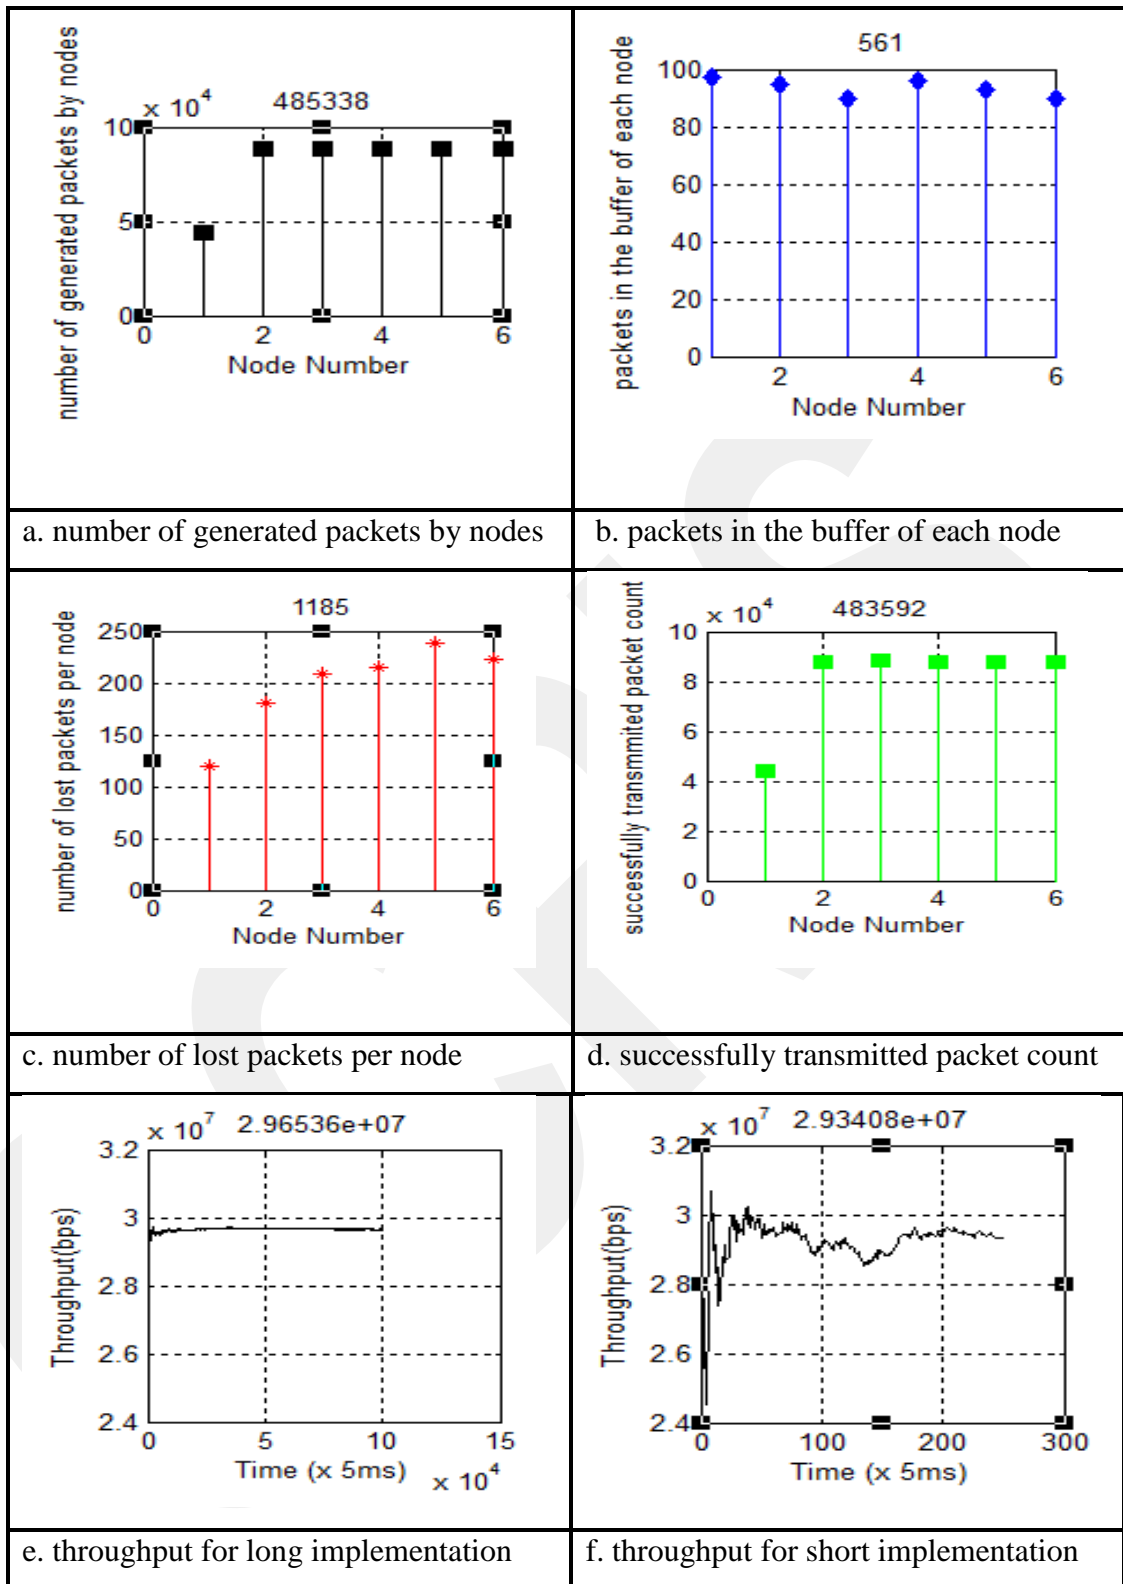 number of generated packets by nodes
x 10^4
485338
10
5
0
0 2 4 6
Node Number
packets in the buffer of each node
561
100
80
60
40
20
0
2 4 6
Node Number
a. number of generated packets by nodes
b. packets in the buffer of each node
number of lost packets per node
1185
250
200
150
100
50
0
0 2 4 6
Node Number
successfully transmmited packet count
x 10^4
483592
10
8
6
4
2
0
0 2 4 6
Node Number
c. number of lost packets per node
d. successfully transmitted packet count
Throughput(bps)
x 10^7
2.96536e+07
3.2
3
2.8
2.6
2.4
0 5 10 15
Time (x 5ms)
x 10^4
Throughput(bps)
x 10^7
2.93408e+07
3.2
3
2.8
2.6
2.4
0 100 200 300
Time (x 5ms)
e. throughput for long implementation
f. throughput for short implementation